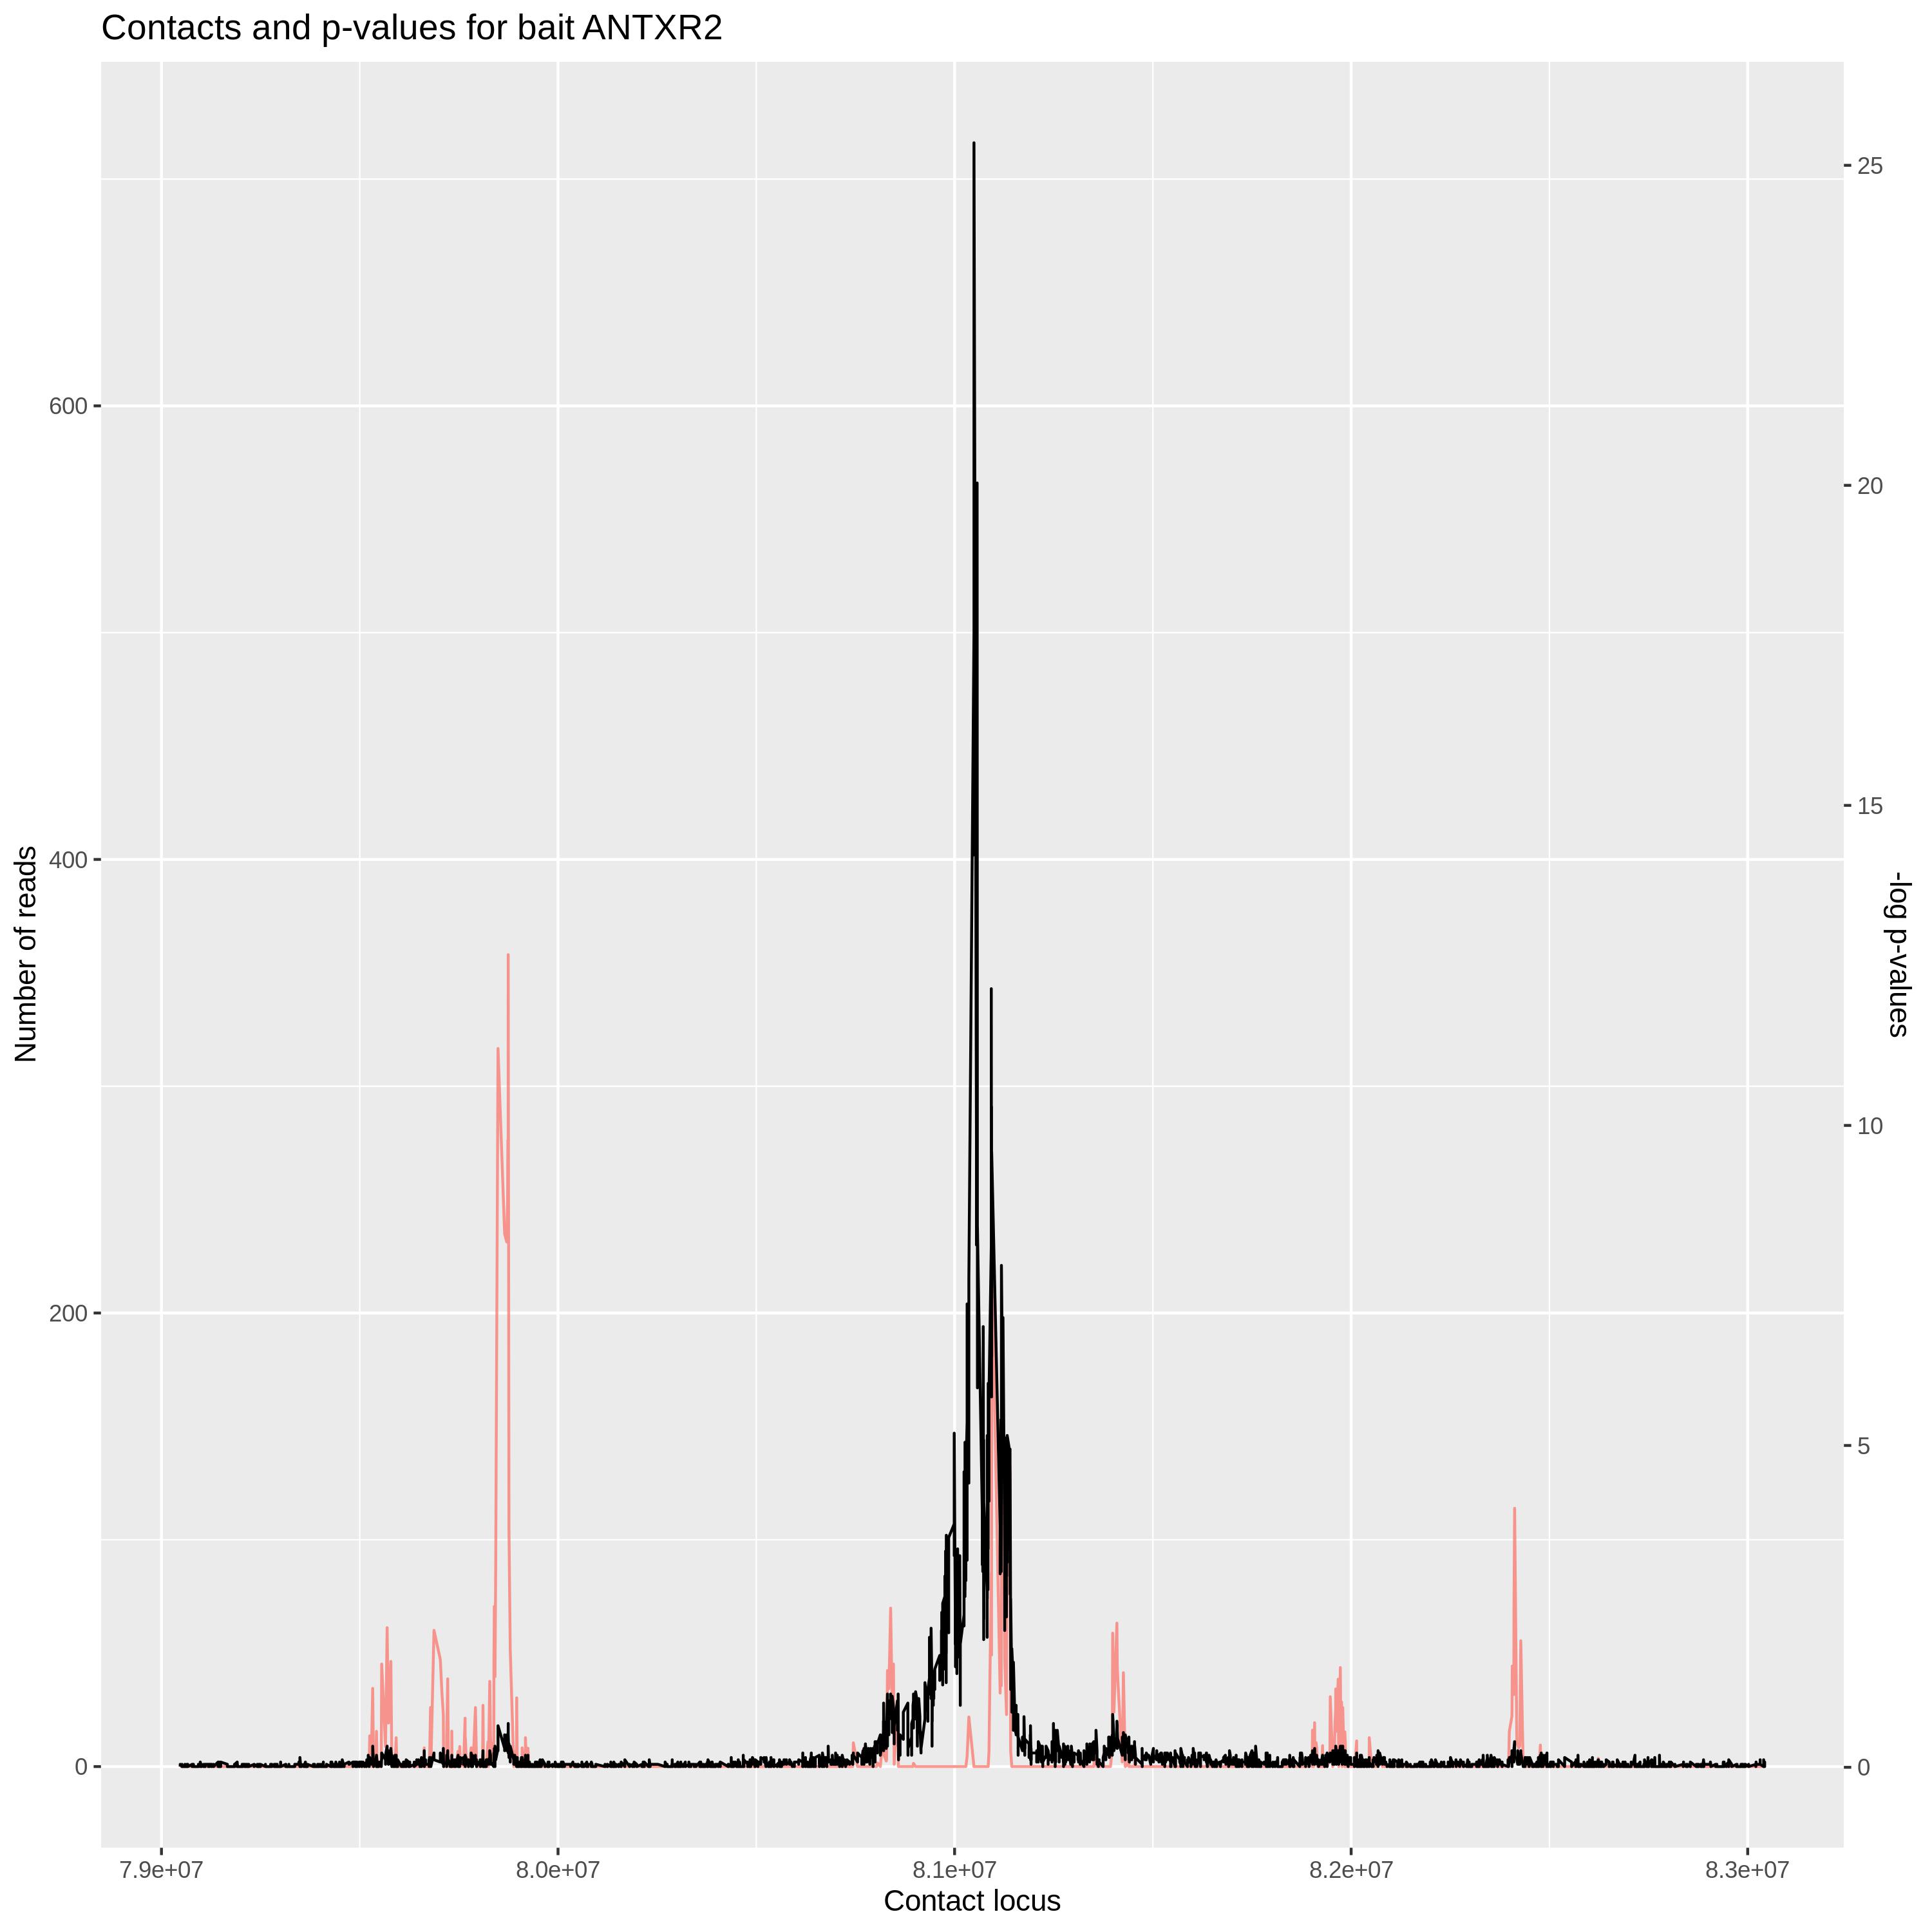 Contacts and p-values for bait ANTXR2
Number of reads
600
400
200
0
25
20
15
10
5
0
-log p-values
7.9e+07 8.0e+07 8.1e+07 8.2e+07 8.3e+07
Contact locus